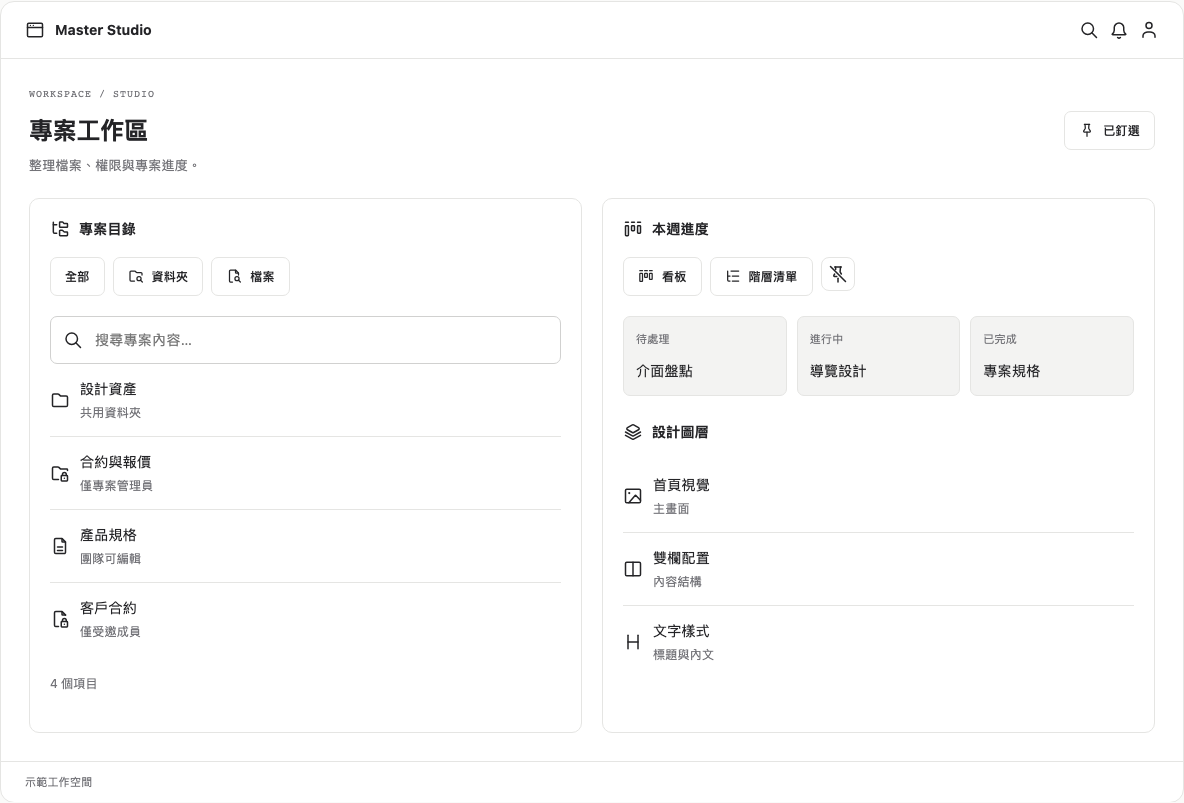 Master Studio
WORKSPACE / STUDIO
專案工作區
整理檔案、權限與專案進度。
已釘選
專案目錄
全部
資料夾
檔案
搜尋專案內容...
設計資產
共用資料夾
合約與報價
僅專案管理員
產品規格
團隊可編輯
客戶合約
僅受邀成員
4 個項目
本週進度
看板
階層清單
待處理
介面盤點
進行中
導覽設計
已完成
專案規格
設計圖層
首頁視覺
主畫面
雙欄配置
內容結構
文字樣式
標題與內文
示範工作空間